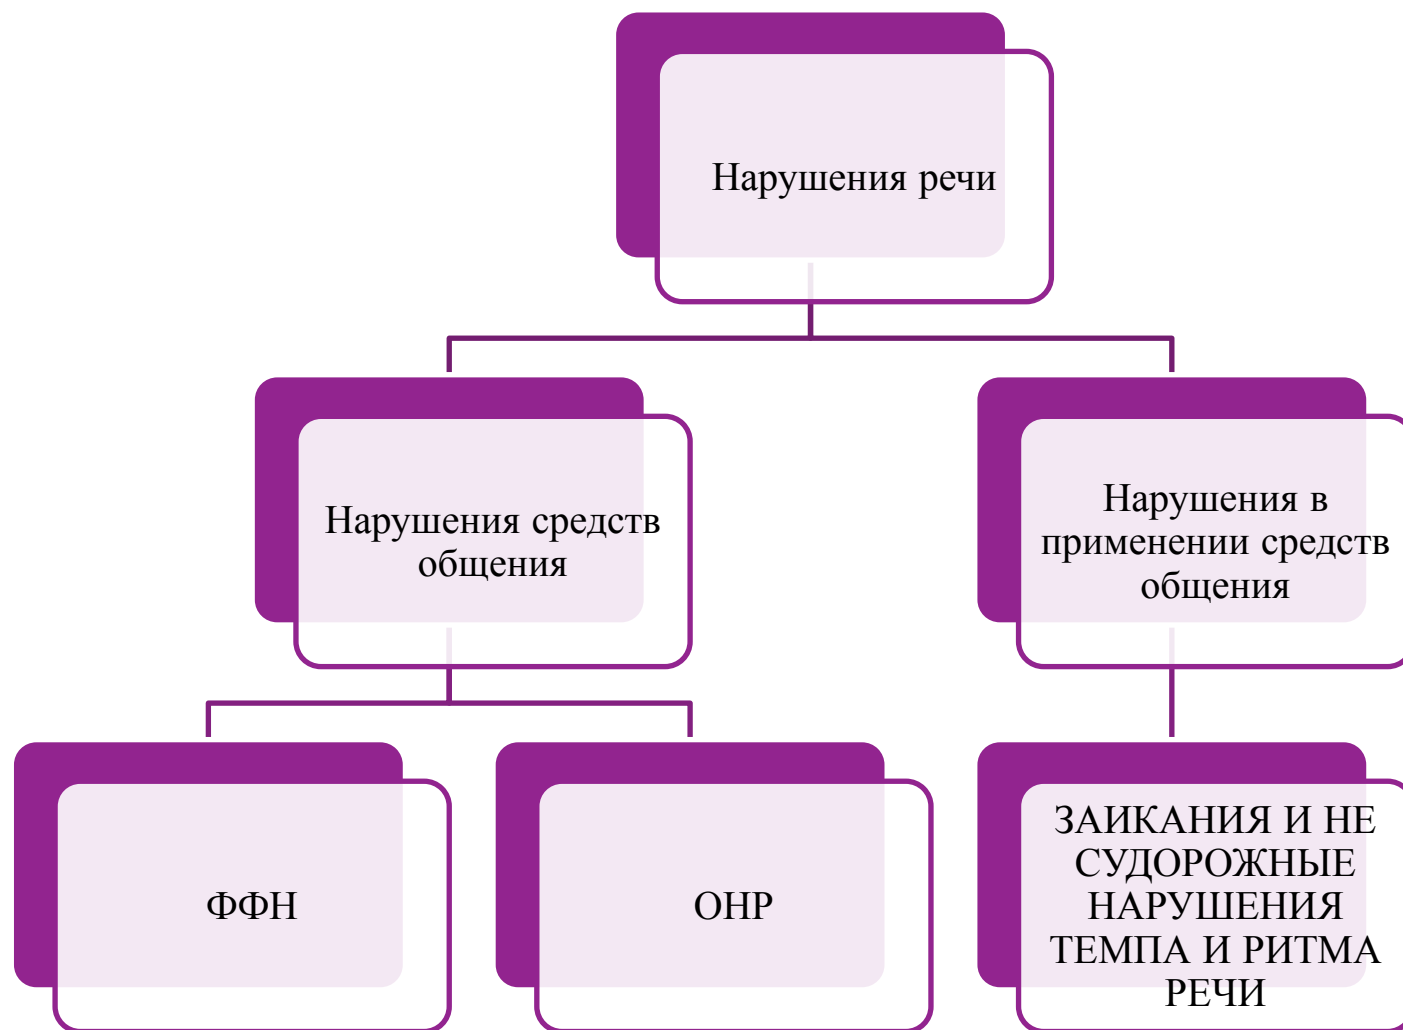 Нарушения речи
Нарушения средств
общения
Нарушения в
применении средств
общения
ФФН
ОНР
ЗАИКАНИЯ И НЕ
СУДОРОЖНЫЕ
НАРУШЕНИЯ
ТЕМПА И РИТМА
РЕЧИ